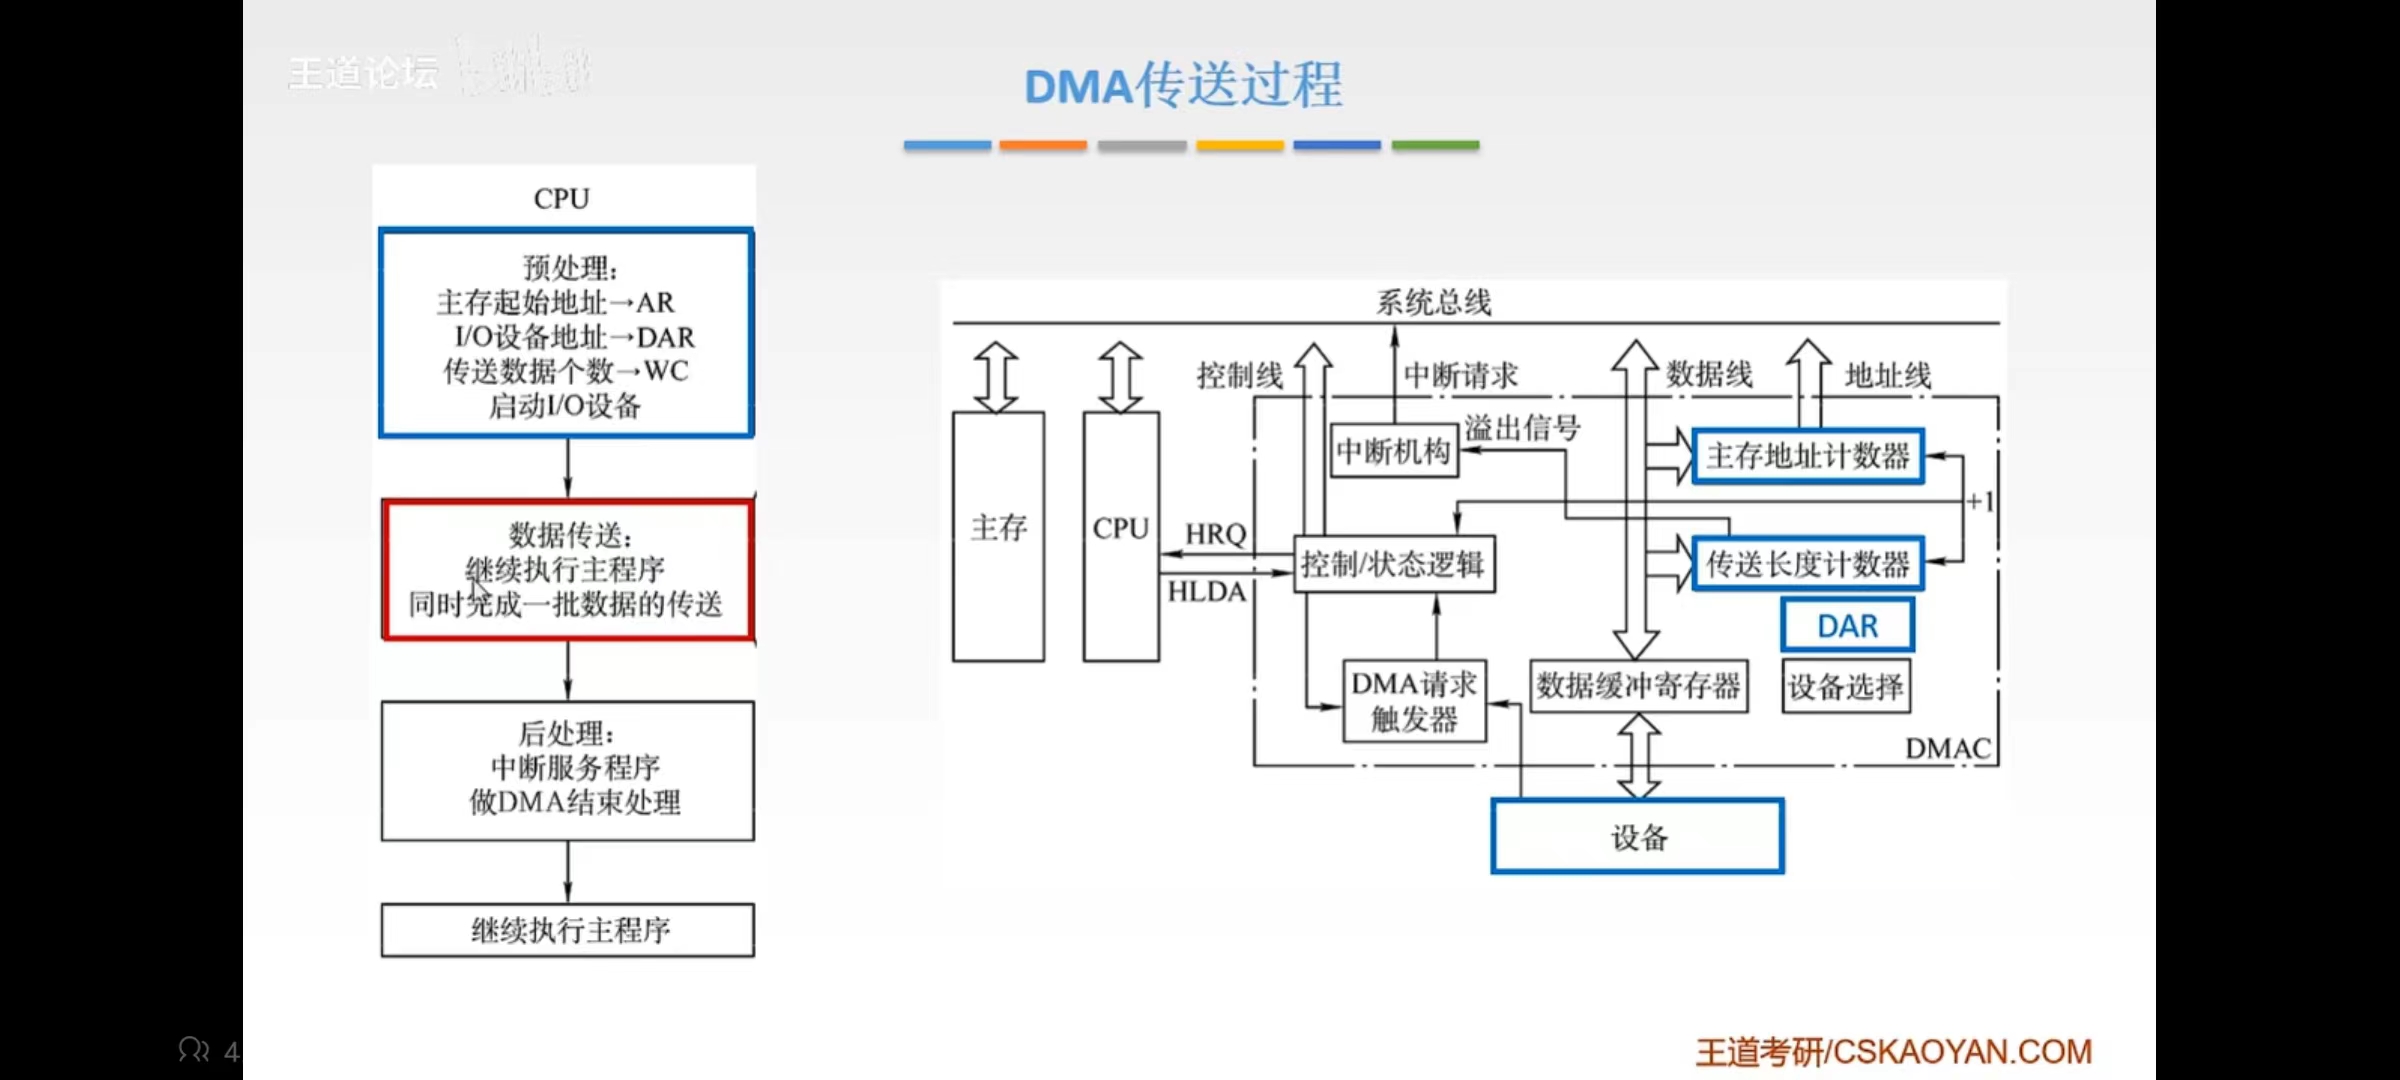 王道论坛
DMA传送过程
CPU
预处理：
主存起始地址→AR
I/O设备地址→DAR
传送数据个数→WC
启动I/O设备
数据传送：
继续执行主程序
同时完成一批数据的传送
后处理：
中断服务程序
做DMA结束处理
继续执行主程序
系统总线
控制线
中断请求
数据线
地址线
溢出信号
中断机构
主存地址计数器
+1
主存
CPU
HRQ
HLDA
控制/状态逻辑
传送长度计数器
DAR
DMA请求
触发器
数据缓冲寄存器
设备选择
DMAC
设备
4
王道考研/CSKAOYAN.COM